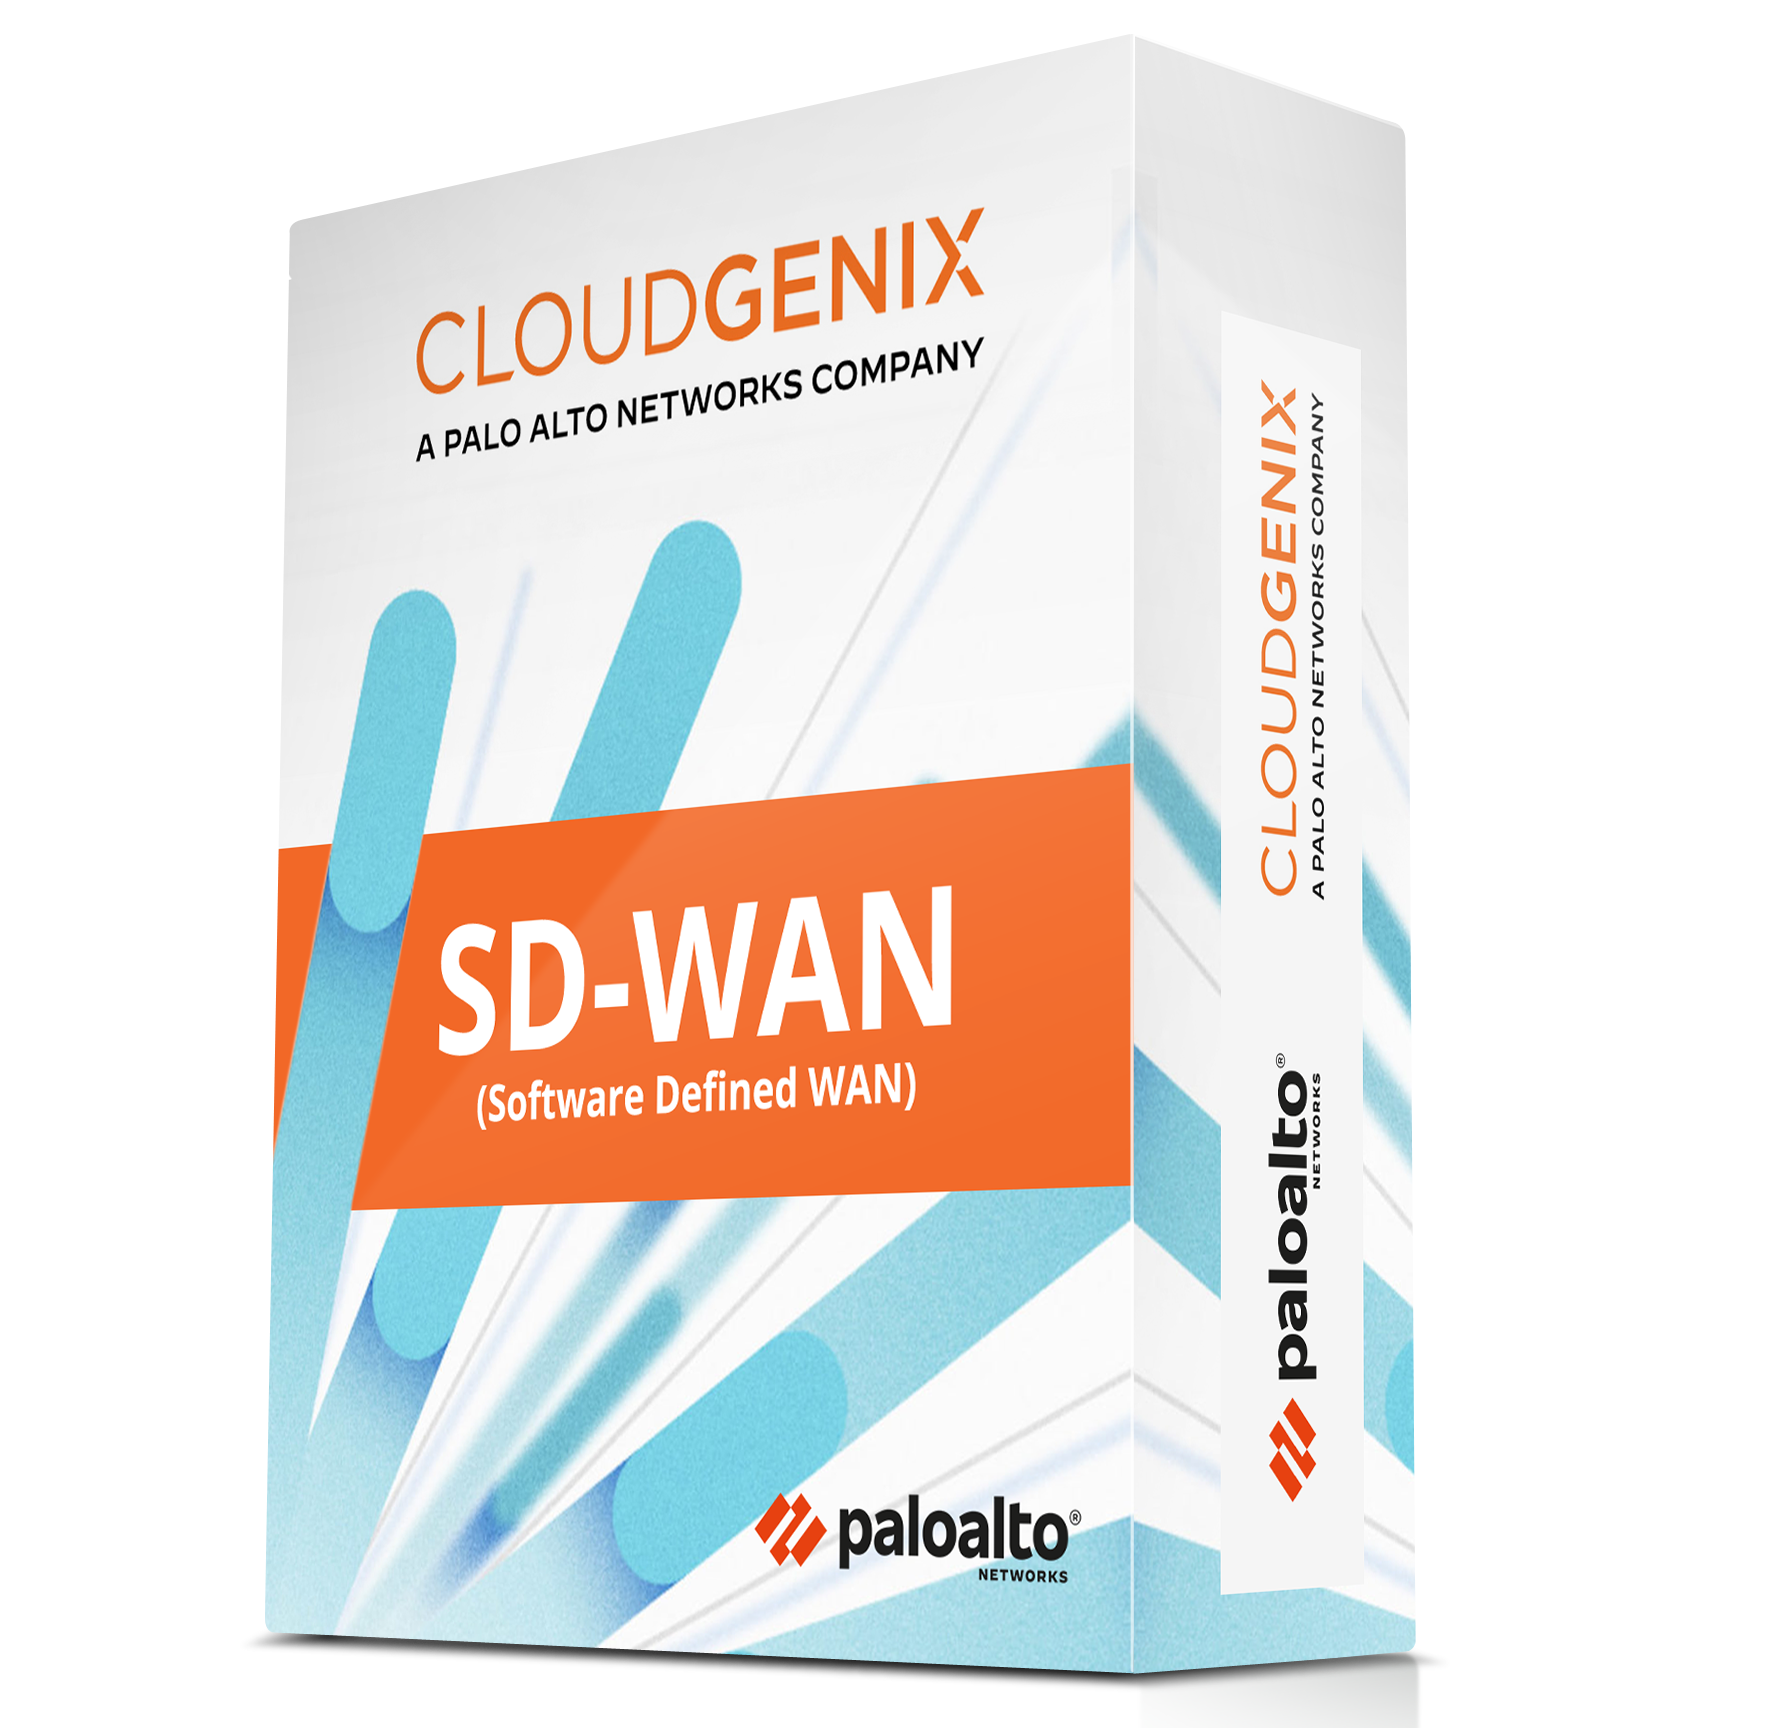 CLOUDGENIX
A PALO ALTO NETWORKS COMPANY
SD-WAN
(Software Defined WAN)
paloalto®
NETWORKS
CLOUDGENIX
A PALO ALTO NETWORKS COMPANY
paloalto®
NETWORKS